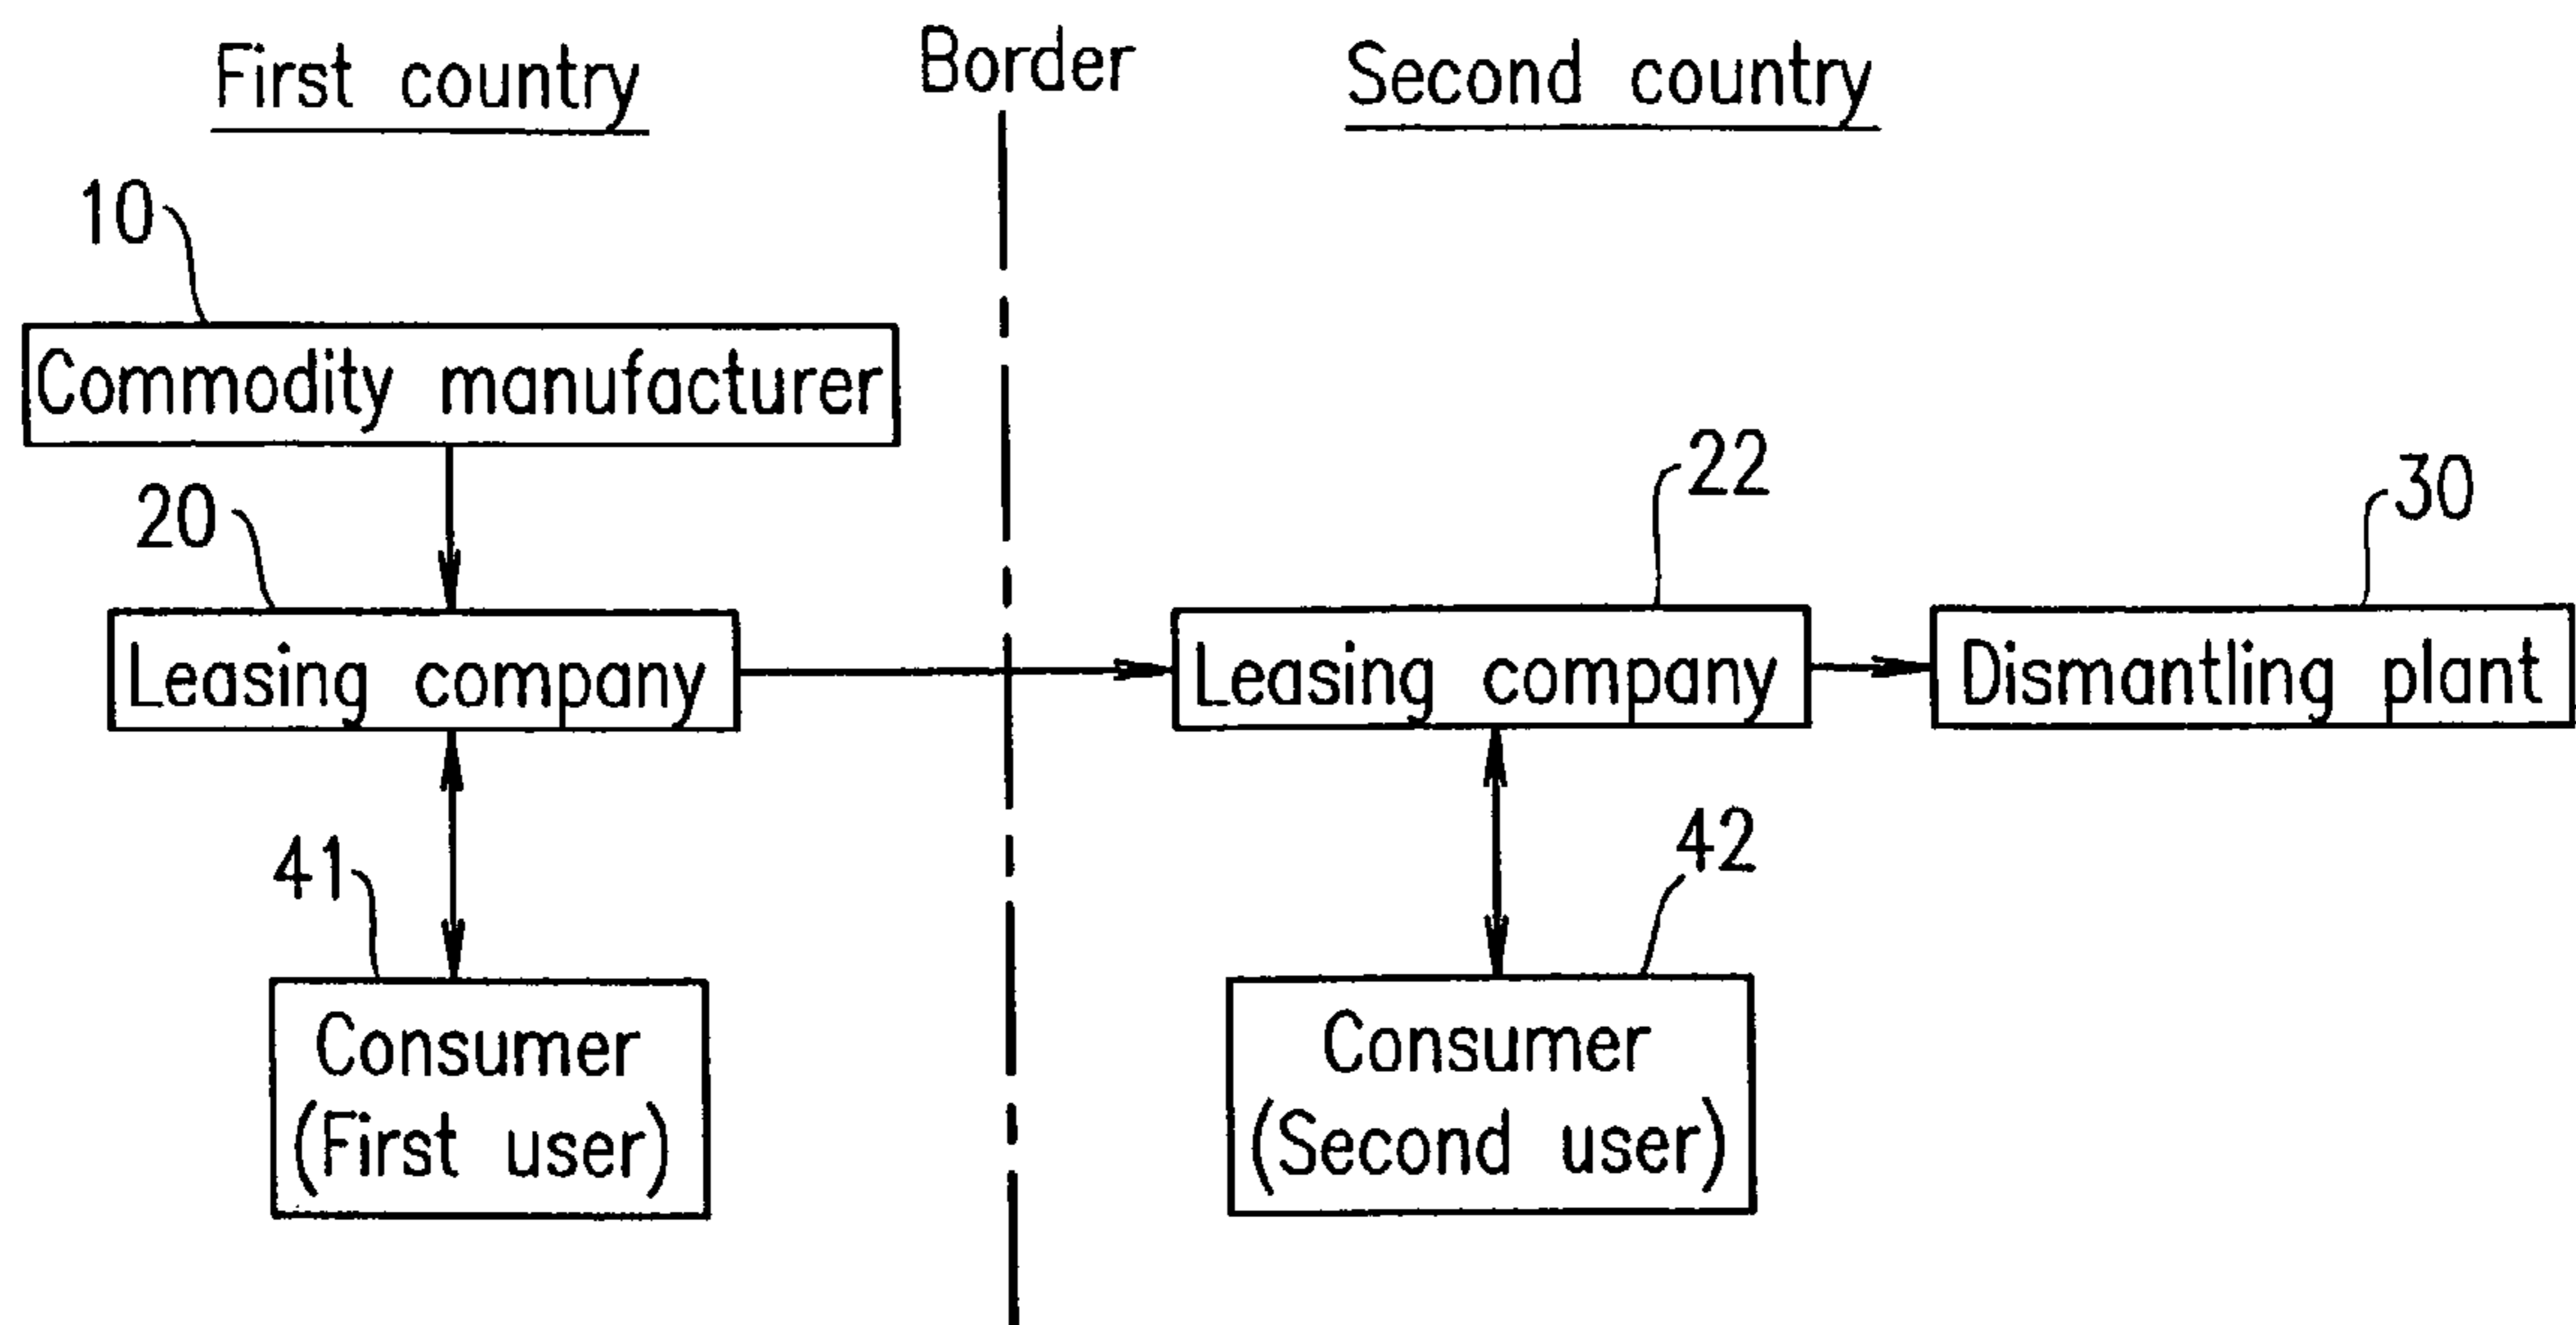 First country
Border
Second country
10
Commodity manufacturer
20
Leasing company
22
Leasing company
30
Dismantling plant
41
Consumer
(First user)
42
Consumer
(Second user)